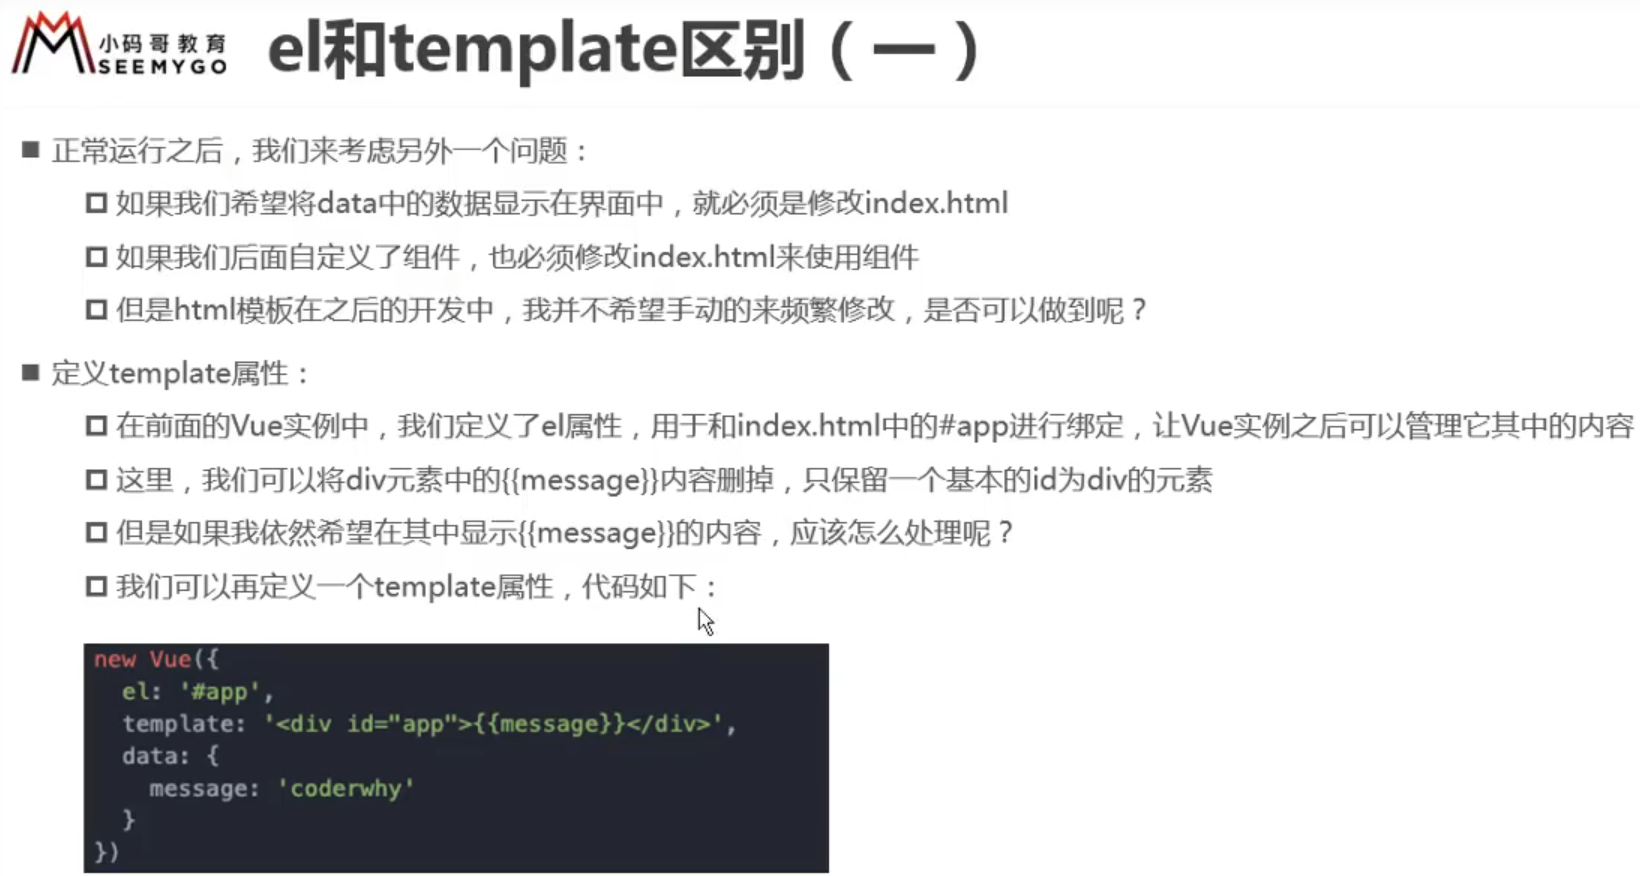 小码哥教育
SEEMYGO
el和template区别（一）
正常运行之后，我们来考虑另外一个问题：
如果我们希望将data中的数据显示在界面中，就必须是修改index.html
如果我们后面自定义了组件，也必须修改index.html来使用组件
但是html模板在之后的开发中，我并不希望手动的来频繁修改，是否可以做到呢？
定义template属性：
在前面的Vue实例中，我们定义了el属性，用于和index.html中的#app进行绑定，让Vue实例之后可以管理它其中的内容
这里，我们可以将div元素中的{{message}}内容删掉，只保留一个基本的id为div的元素
但是如果我依然希望在其中显示{{message}}的内容，应该怎么处理呢？
我们可以再定义一个template属性，代码如下：
new Vue({
  el: '#app',
  template: '<div id="app">{{message}}</div>',
  data: {
    message: 'coderwhy'
  }
})